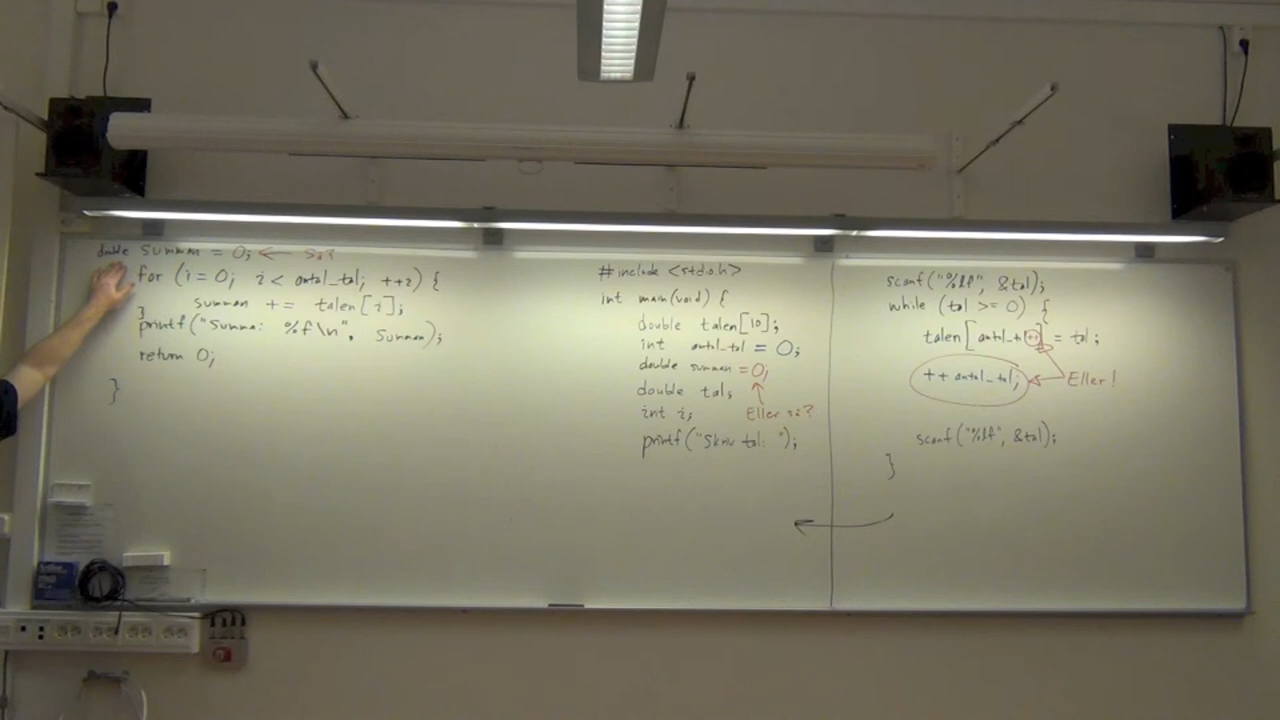 double summan = 0; ← Så?
for (i = 0; i < antal_tal; ++i) {
summan += talen[i];
}
printf("Summa: %f\n", summan);
return 0;
}
#include <stdio.h>
int main(void) {
double talen[10];
int antal_tal = 0;
double summan = 0;
double tal;
int i;
Eller så?
printf("Skriv tal: ");
scanf("%lf", &tal);
while (tal >= 0) {
talen[antal_tal++] = tal;
++antal_tal;
Eller!
scanf("%lf", &tal);
}